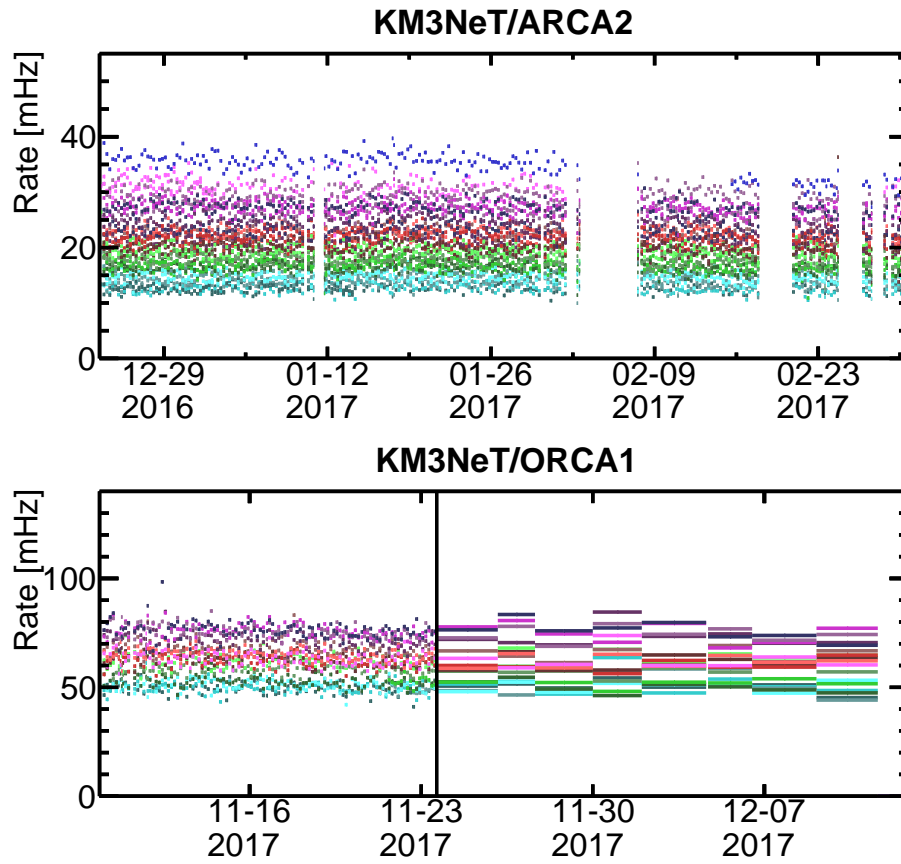 KM3NeT/ARCA2
Rate [mHz]
40
20
0
12-29 01-12 01-26 02-09 02-23
2016 2017 2017 2017 2017
KM3NeT/ORCA1
Rate [mHz]
100
50
0
11-16 11-23 11-30 12-07
2017 2017 2017 2017